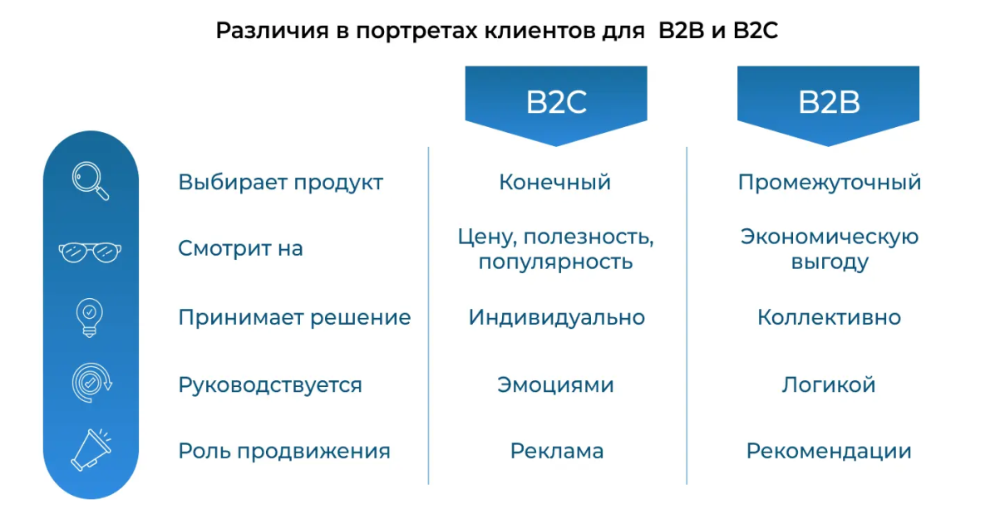 Различия в портретах клиентов для B2B и B2C
B2C
B2B
Выбирает продукт
Конечный
Промежуточный
Смотрит на
Цену, полезность,
популярность
Экономическую
выгоду
Принимает решение
Индивидуально
Коллективно
Руководствуется
Эмоциями
Логикой
Роль продвижения
Реклама
Рекомендации